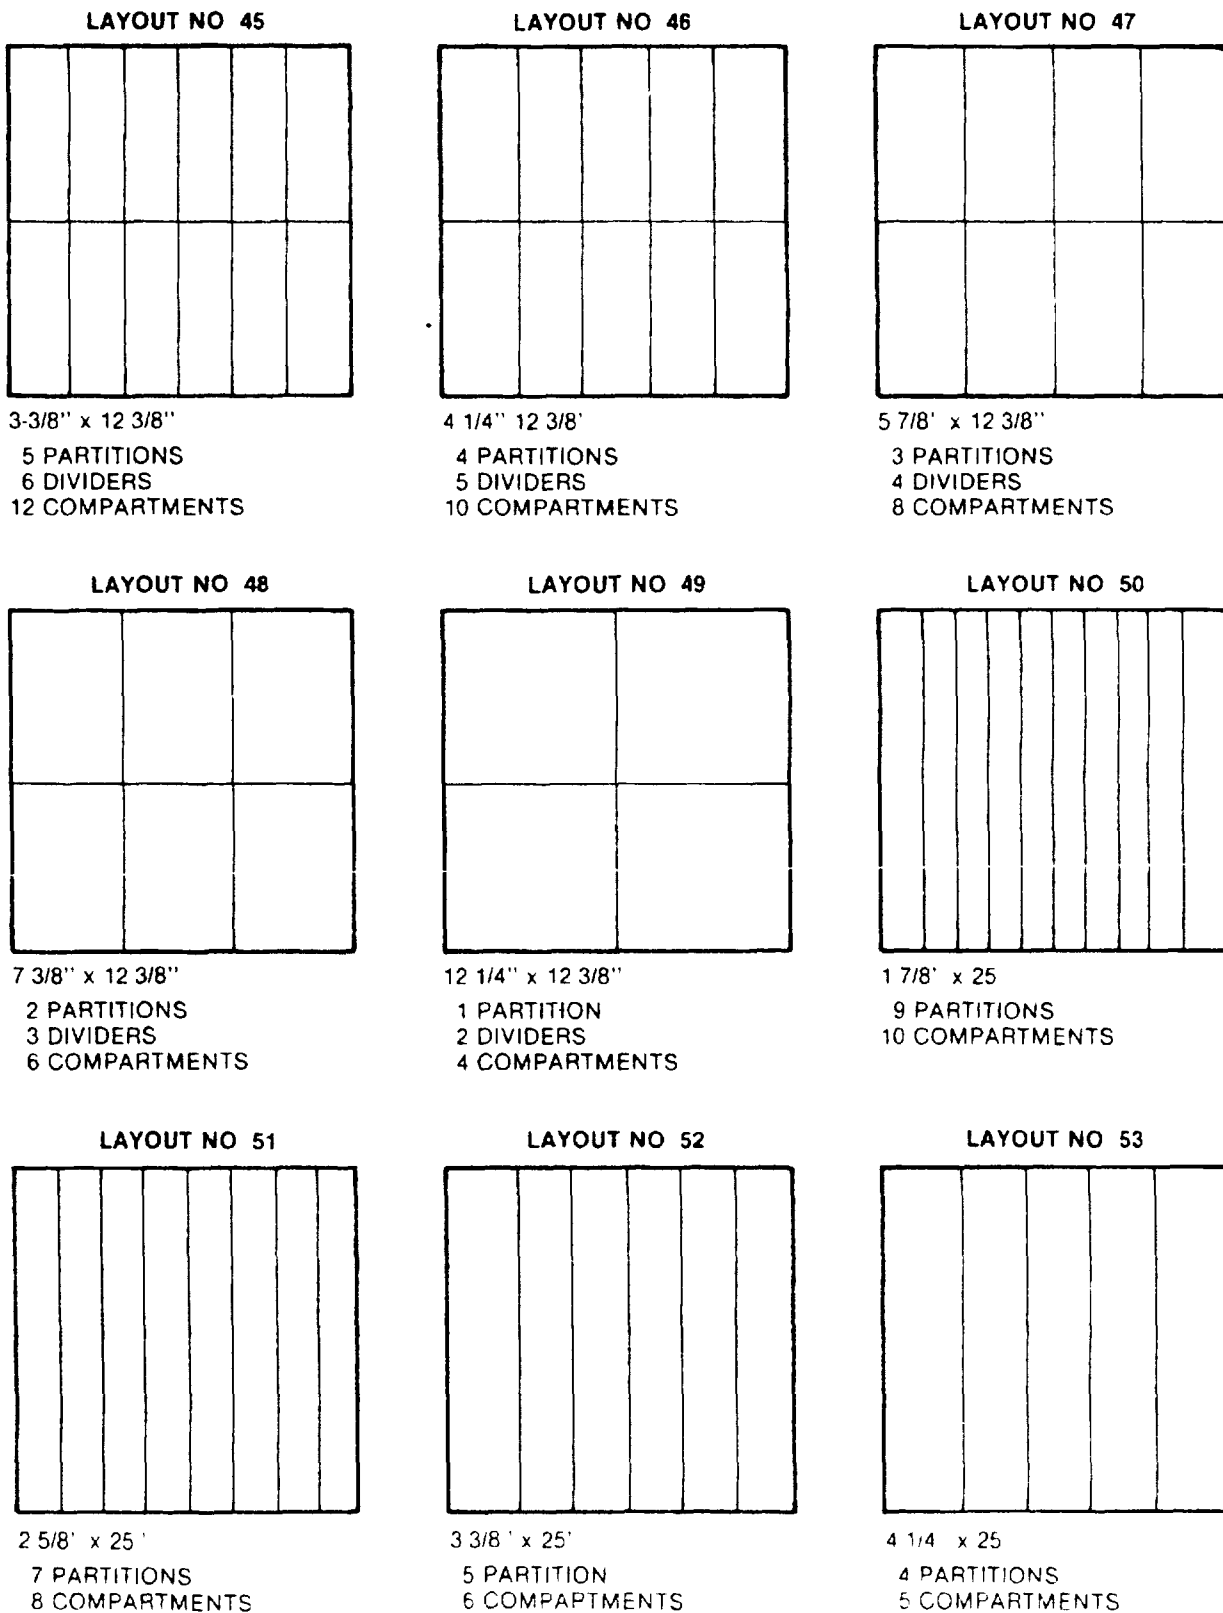 LAYOUT NO 45
3-3/8'' x 12 3/8''
5 PARTITIONS
6 DIVIDERS
12 COMPARTMENTS
LAYOUT NO 46
4 1/4'' 12 3/8'
4 PARTITIONS
5 DIVIDERS
10 COMPARTMENTS
LAYOUT NO 47
5 7/8' x 12 3/8''
3 PARTITIONS
4 DIVIDERS
8 COMPARTMENTS
LAYOUT NO 48
7 3/8'' x 12 3/8''
2 PARTITIONS
3 DIVIDERS
6 COMPARTMENTS
LAYOUT NO 49
12 1/4'' x 12 3/8''
1 PARTITION
2 DIVIDERS
4 COMPARTMENTS
LAYOUT NO 50
1 7/8' x 25
9 PARTITIONS
10 COMPARTMENTS
LAYOUT NO 51
2 5/8' x 25'
7 PARTITIONS
8 COMPARTMENTS
LAYOUT NO 52
3 3/8' x 25'
5 PARTITION
6 COMPAPTMENTS
LAYOUT NO 53
4 1/4 x 25
4 PARTITIONS
5 COMPARTMENTS